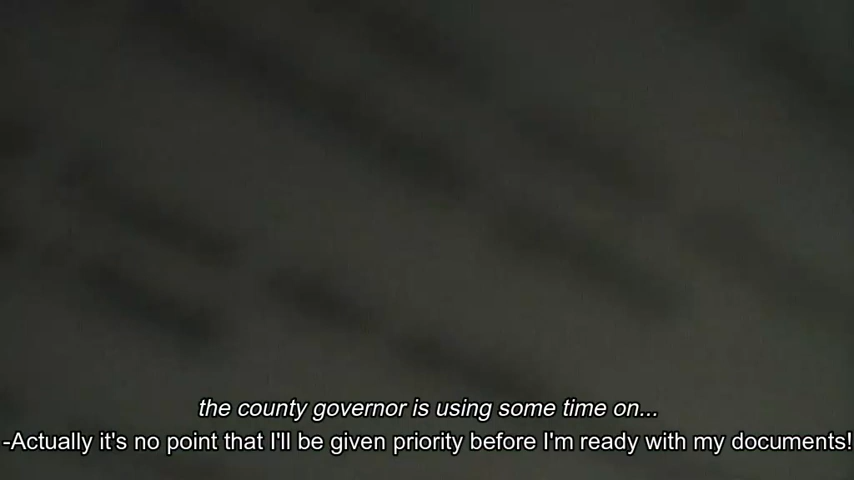 the county governor is using some time on...
-Actually it's no point that I'll be given priority before I'm ready with my documents!